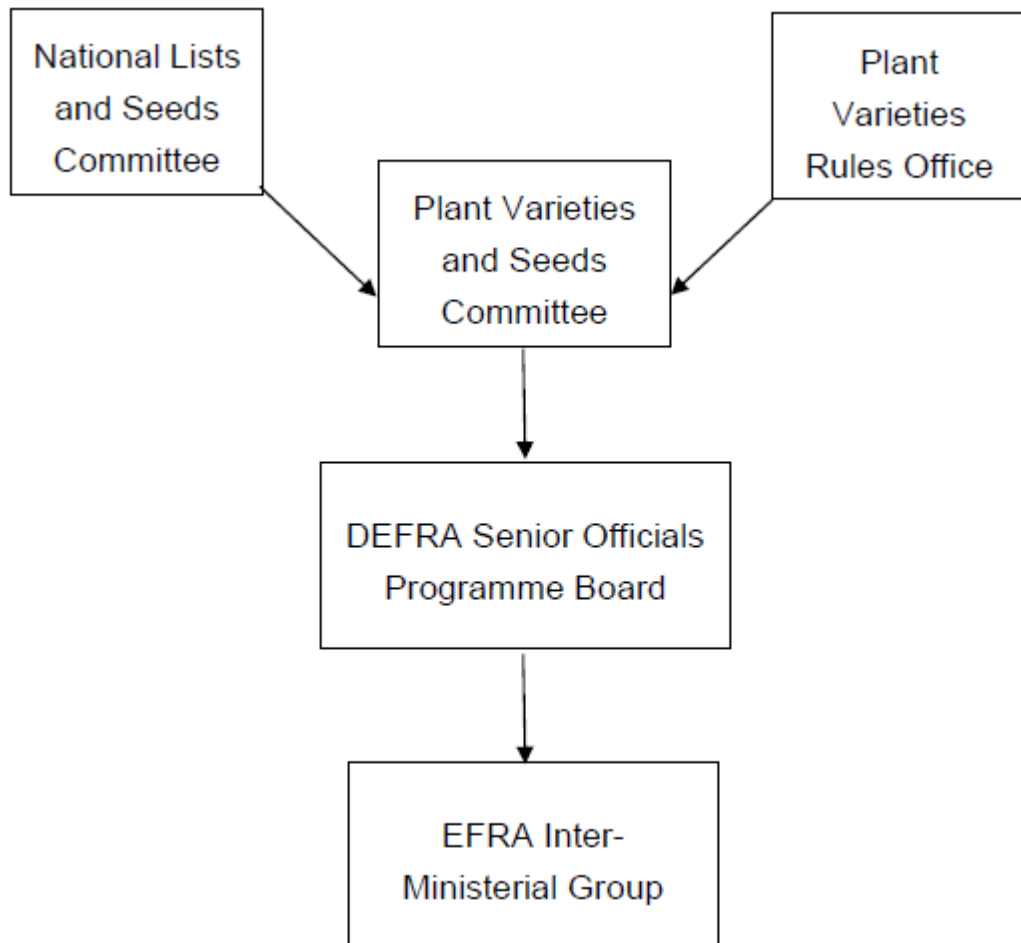 National Lists
and Seeds
Committee
Plant
Varieties
Rules Office
Plant Varieties
and Seeds
Committee
DEFRA Senior Officials
Programme Board
EFRA Inter-
Ministerial Group